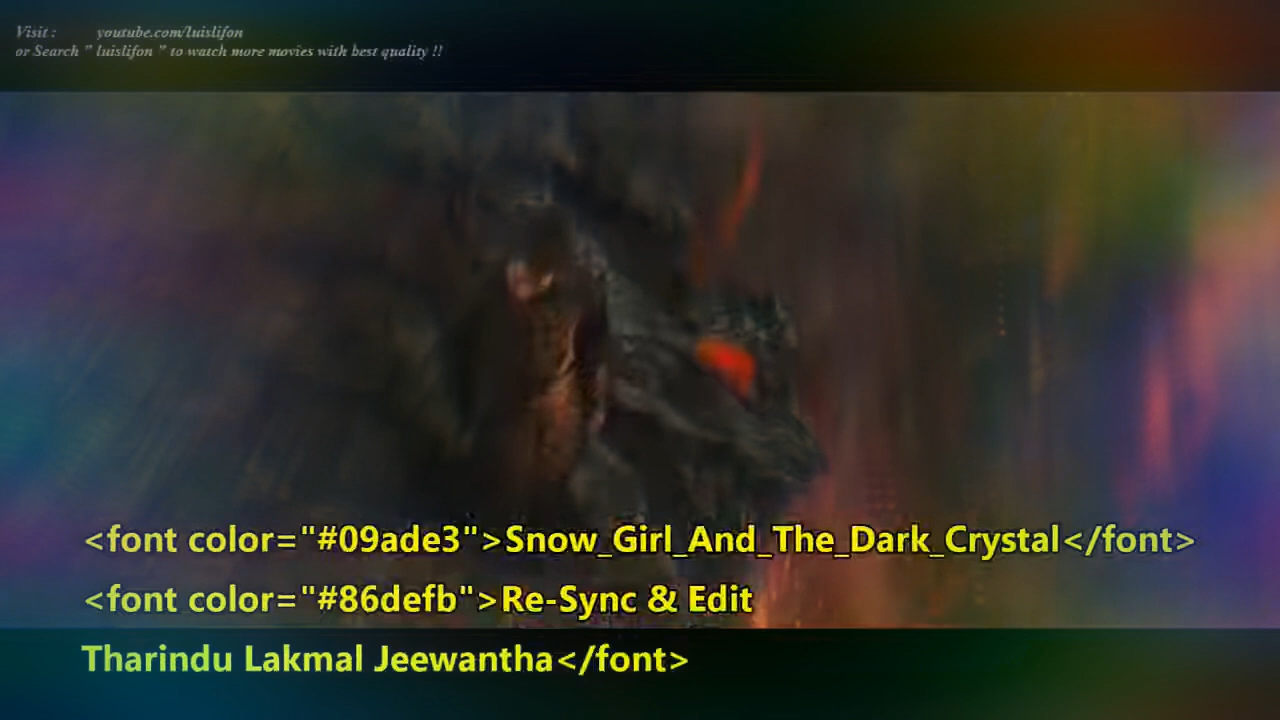 Visit : youtube.com/luislifon
or Search " luislifon " to watch more movies with best quality !!
<font color="#09ade3">Snow_Girl_And_The_Dark_Crystal</font>
<font color="#86defb">Re-Sync & Edit
Tharindu Lakmal Jeewantha</font>